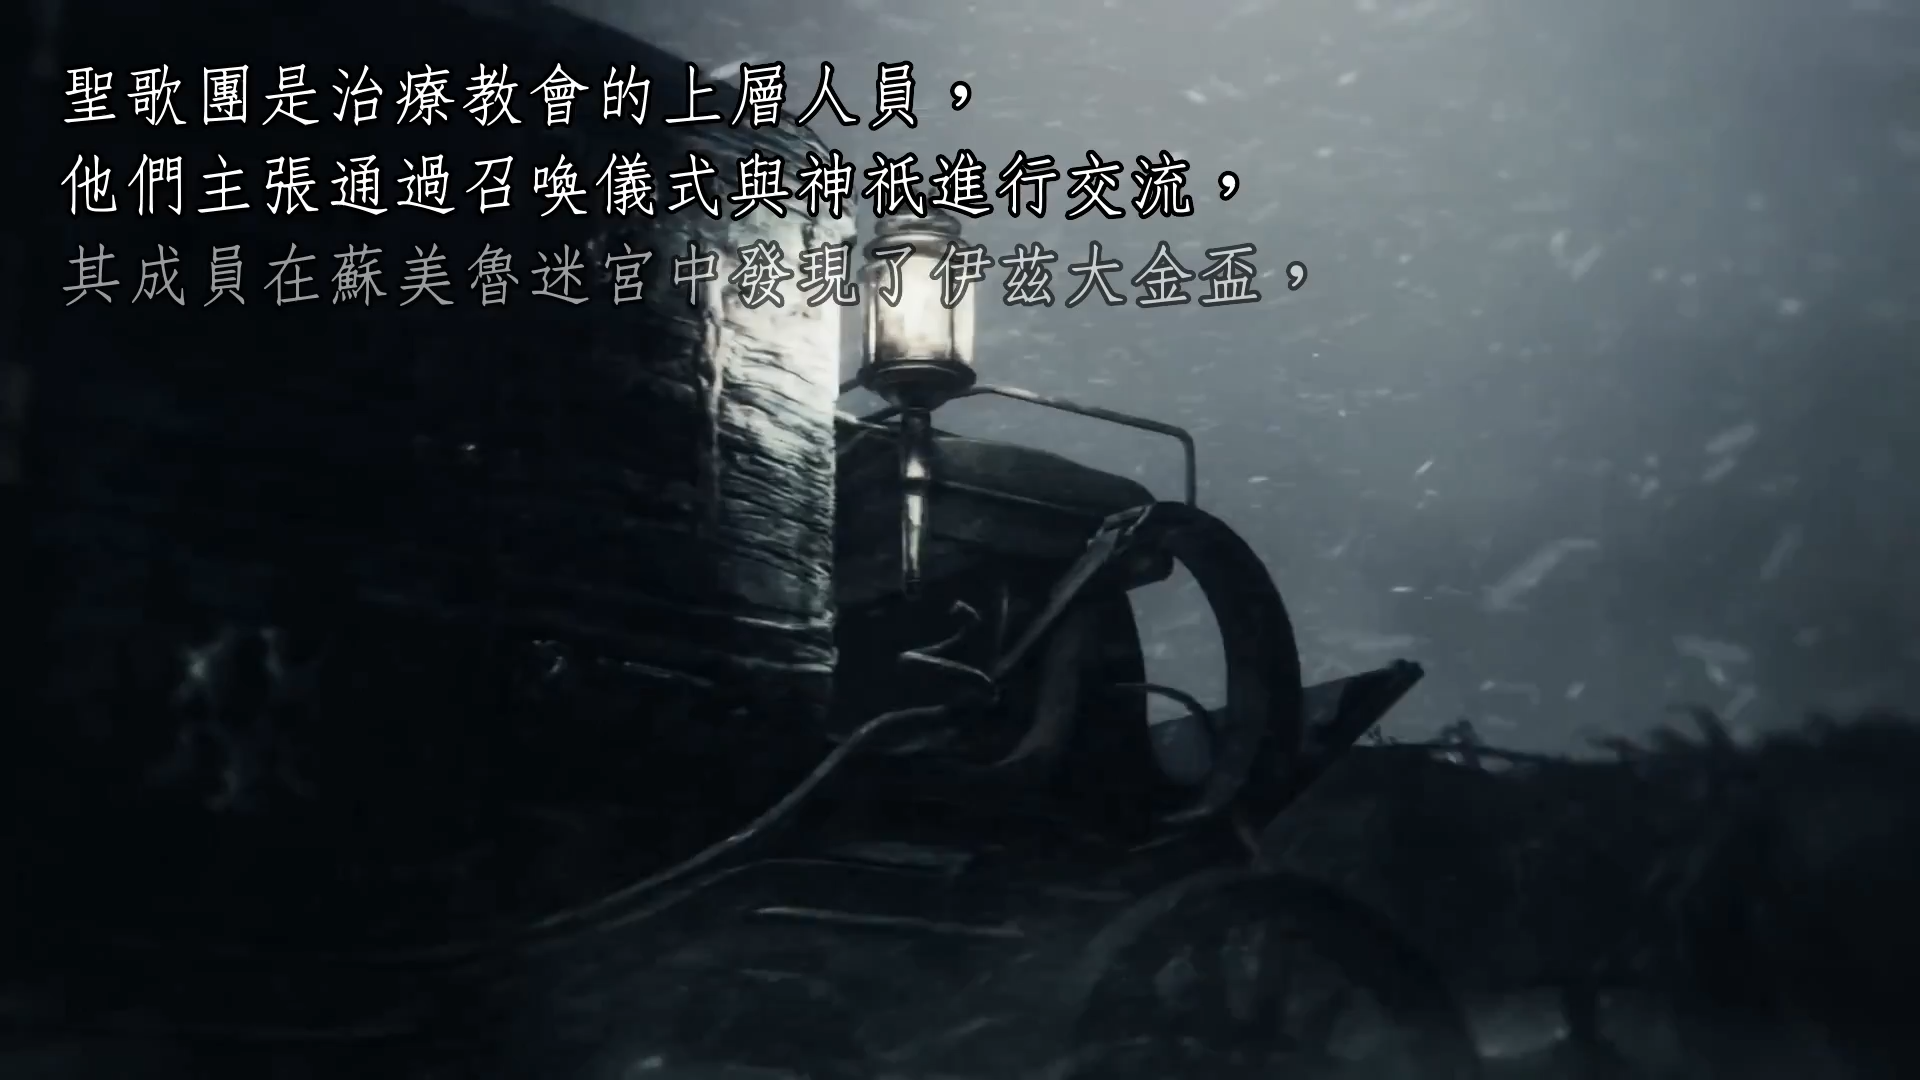 聖歌團是治療教會的上層人員，
他們主張通過召喚儀式與神祇進行交流，
其成員在蘇美魯迷宮中發現了伊茲大金盃，